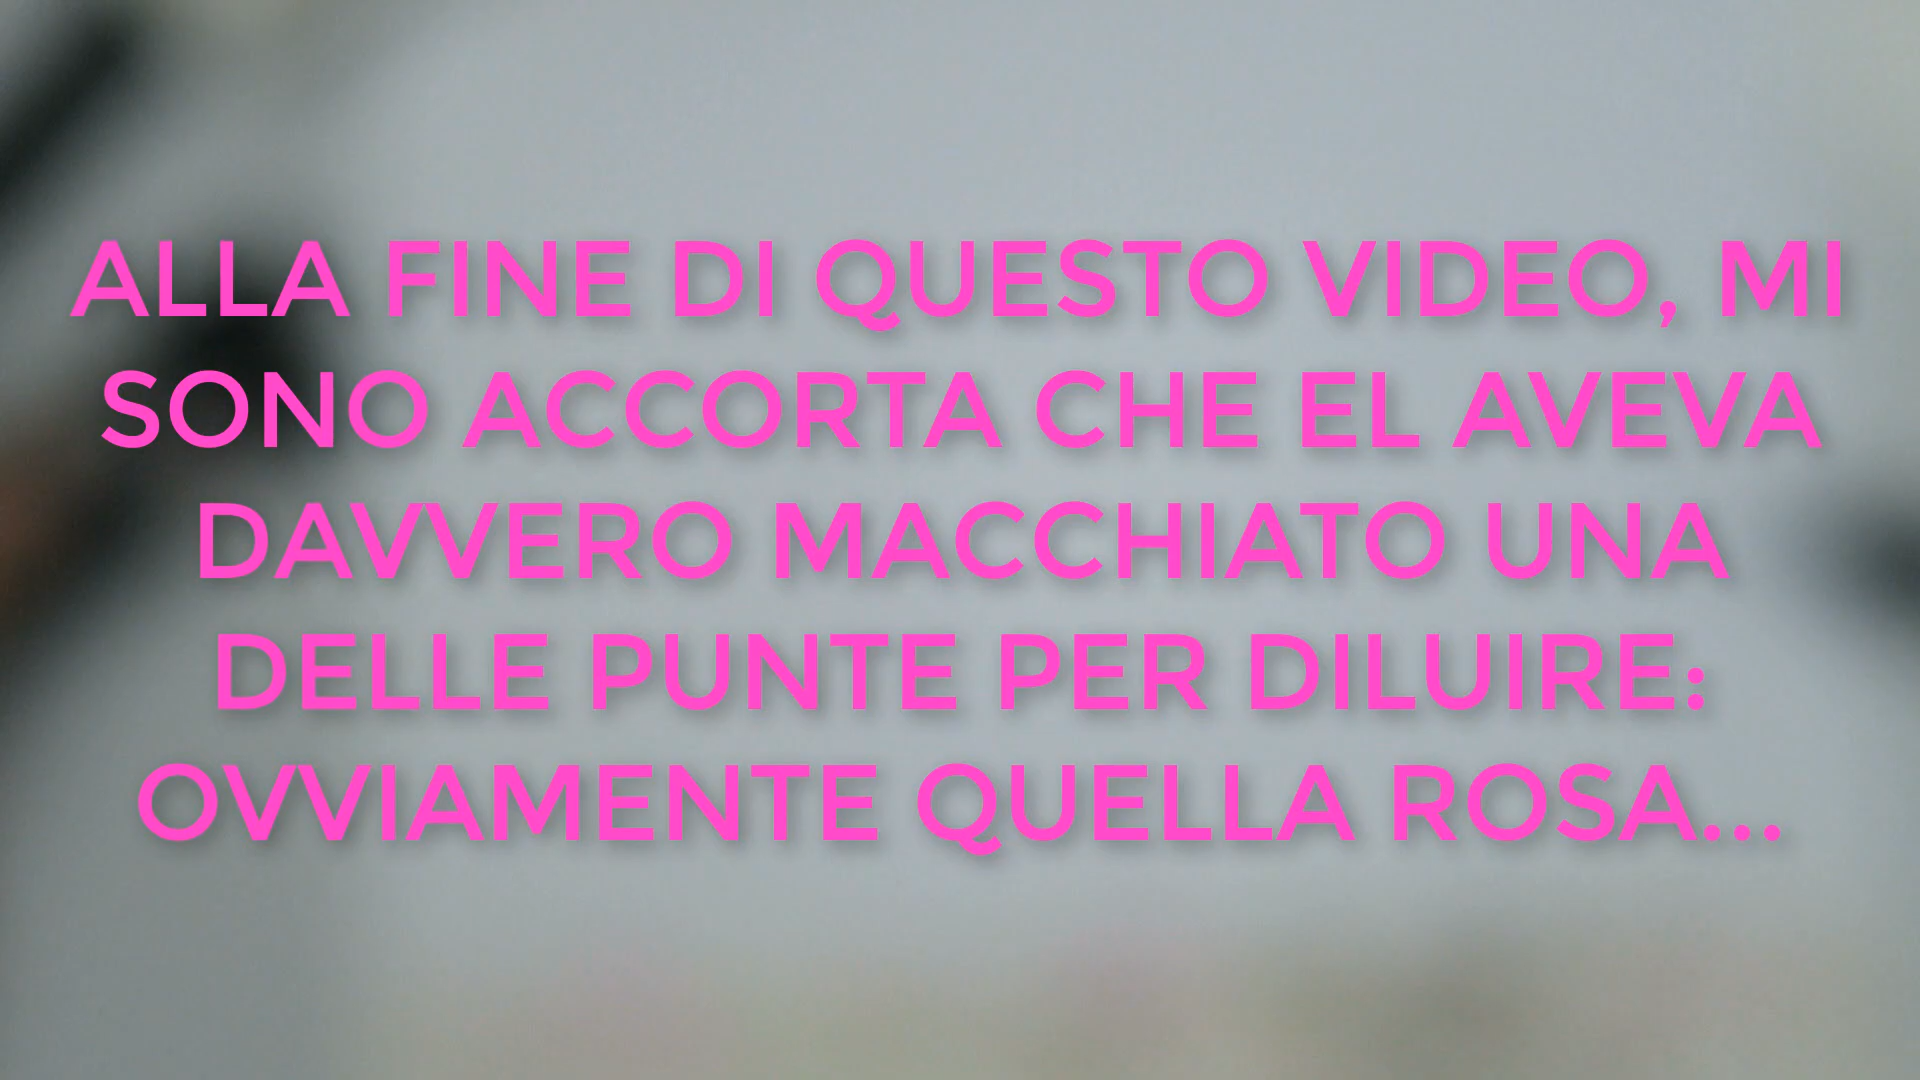 ALLA FINE DI QUESTO VIDEO, MI
SONO ACCORTA CHE EL AVEVA
DAVVERO MACCHIATO UNA
DELLE PUNTE PER DILUIRE:
OVVIAMENTE QUELLA ROSA...